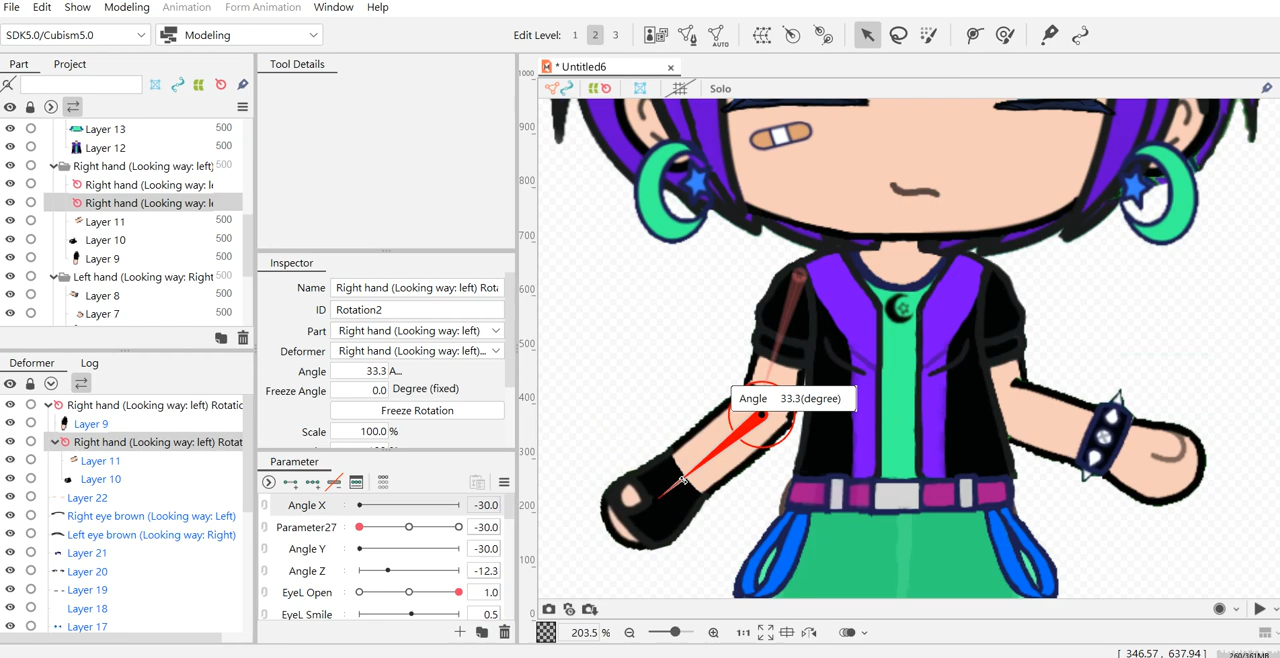 File Edit Show Modeling Animation Form Animation Window Help
SDK5.0/Cubism5.0 Modeling Edit Level: 1 2 3 AUTO
Part Project
Tool Details
* Untitled6
Solo
Layer 13 500
Layer 12 500
Right hand (Looking way: left) 500
Right hand (Looking way: l
Right hand (Looking way: l
Layer 11 500
Layer 10 500
Layer 9 500
Left hand (Looking way: Right 500
Layer 8 500
Layer 7 500
Inspector
Name Right hand (Looking way: left) Rota
ID Rotation2
Part Right hand (Looking way: left)
Deformer Right hand (Looking way: left)...
Angle 33.3 A...
Freeze Angle 0.0 Degree (fixed)
Freeze Rotation
Scale 100.0 %
Deformer Log
Right hand (Looking way: left) Rotatio
Layer 9
Right hand (Looking way: left) Rotat
Layer 11
Layer 10
Layer 22
Right eye brown (Looking Way: Left)
Left eye brown (Looking Way: Right)
Layer 21
Layer 20
Layer 19
Layer 18
Layer 17
Parameter
Angle X -30.0
Parameter27 -30.0
Angle Y -30.0
Angle Z -12.3
EyeL Open 1.0
EyeL Smile 0.5
1000
900
800
700
600
500
400
300
200
100
0
Angle 33.3(degree)
203.5 % 1:1
[ 346.57 , 637.94 ] 260/361MB